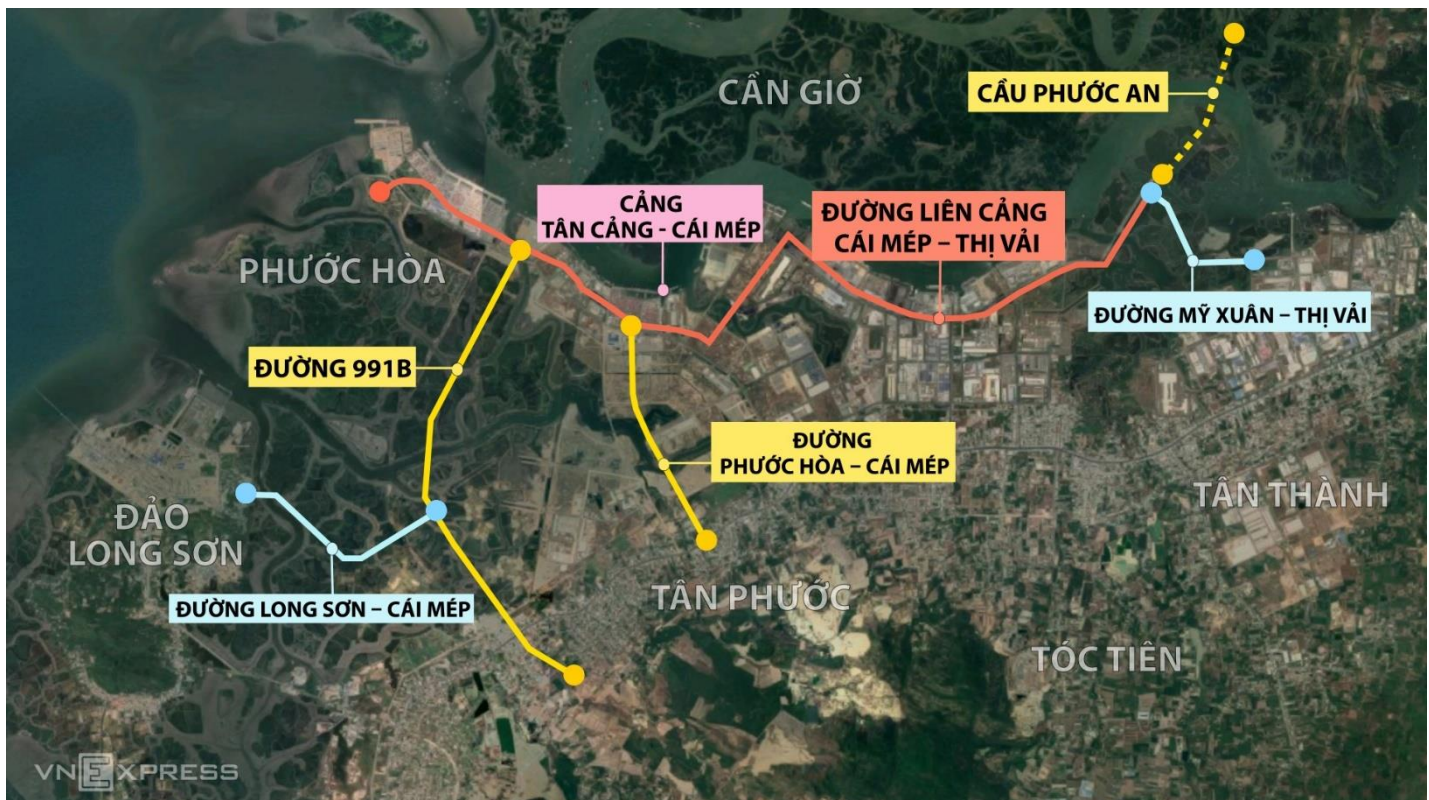 CẦN GIỜ
CẦU PHƯỚC AN
CẢNG
TÂN CẢNG - CÁI MÉP
ĐƯỜNG LIÊN CẢNG
CÁI MÉP – THỊ VẢI
PHƯỚC HÒA
ĐƯỜNG MỸ XUÂN – THỊ VẢI
ĐƯỜNG 991B
ĐƯỜNG
PHƯỚC HÒA – CÁI MÉP
TÂN THÀNH
ĐẢO
LONG SƠN
ĐƯỜNG LONG SƠN – CÁI MÉP
TÂN PHƯỚC
TÓC TIÊN
VNEXPRESS